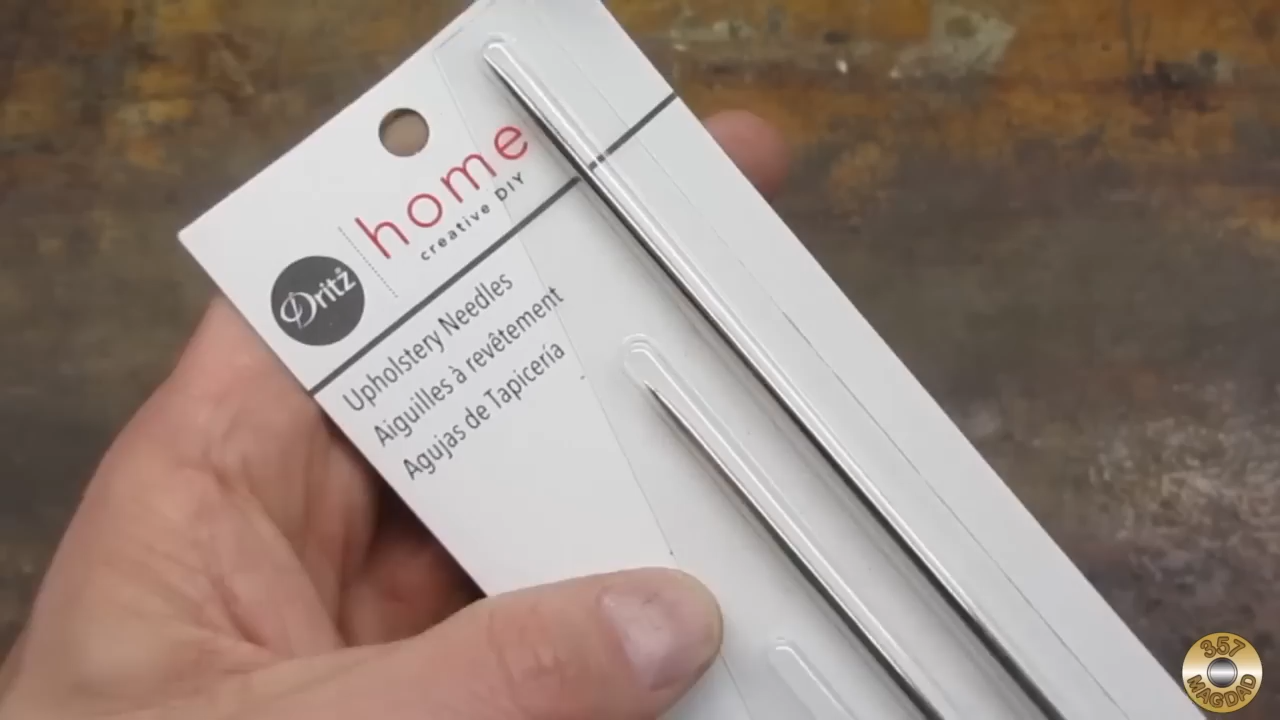 Dritz®
home
creative DIY
Upholstery Needles
Aiguilles à revêtement
Agujas de Tapicería
357
MAGDAD